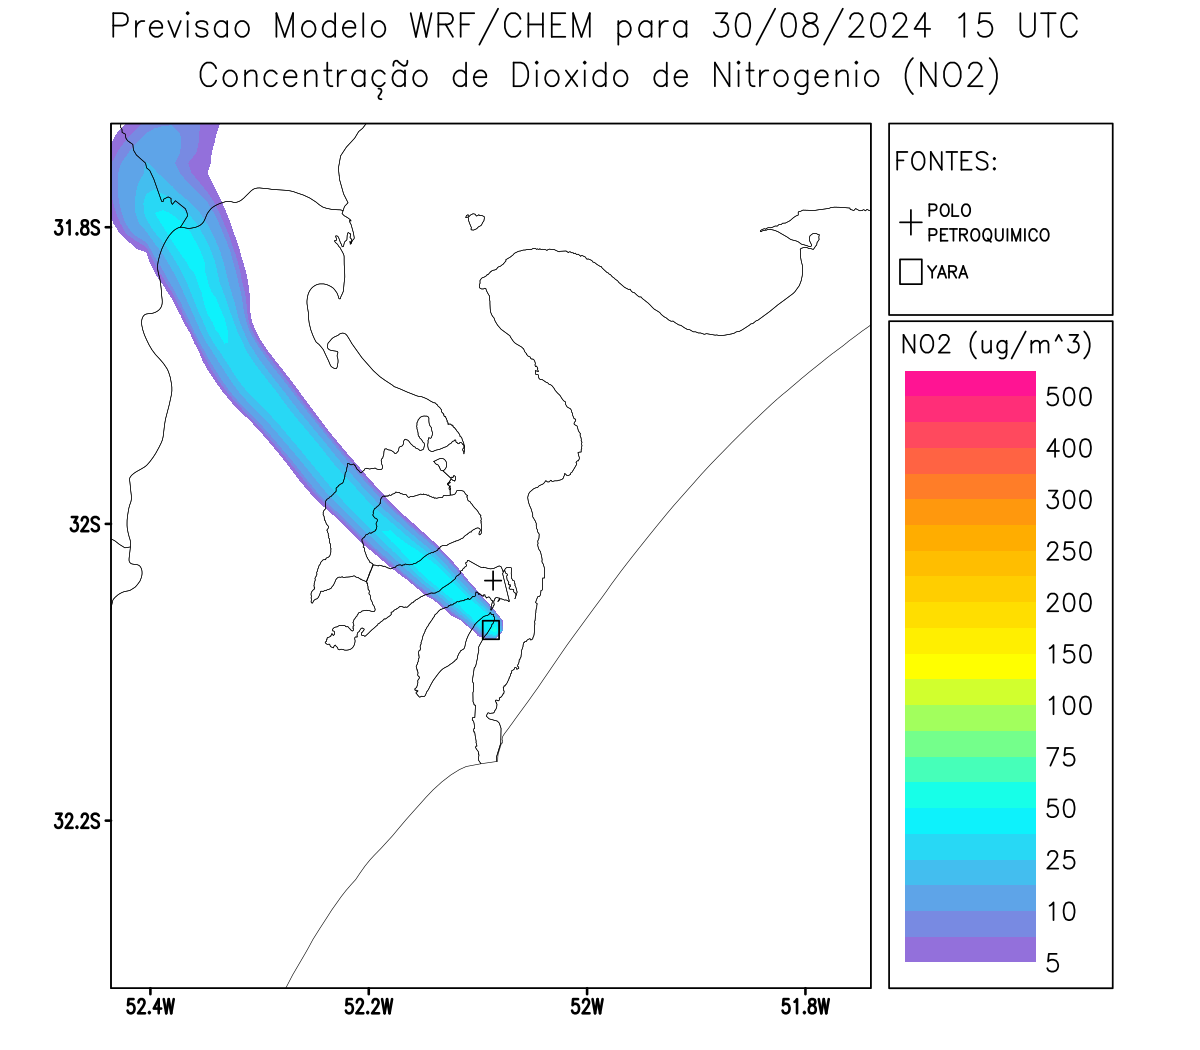 Previsao Modelo WRF/CHEM para 30/08/2024 15 UTC
Concentração de Dioxido de Nitrogenio (NO2)
FONTES:
POLO
PETROQUIMICO
YARA
31.8S
32S
32.2S
52.4W
52.2W
52W
51.8W
NO2 (ug/m^3)
500
400
300
250
200
150
100
75
50
25
10
5